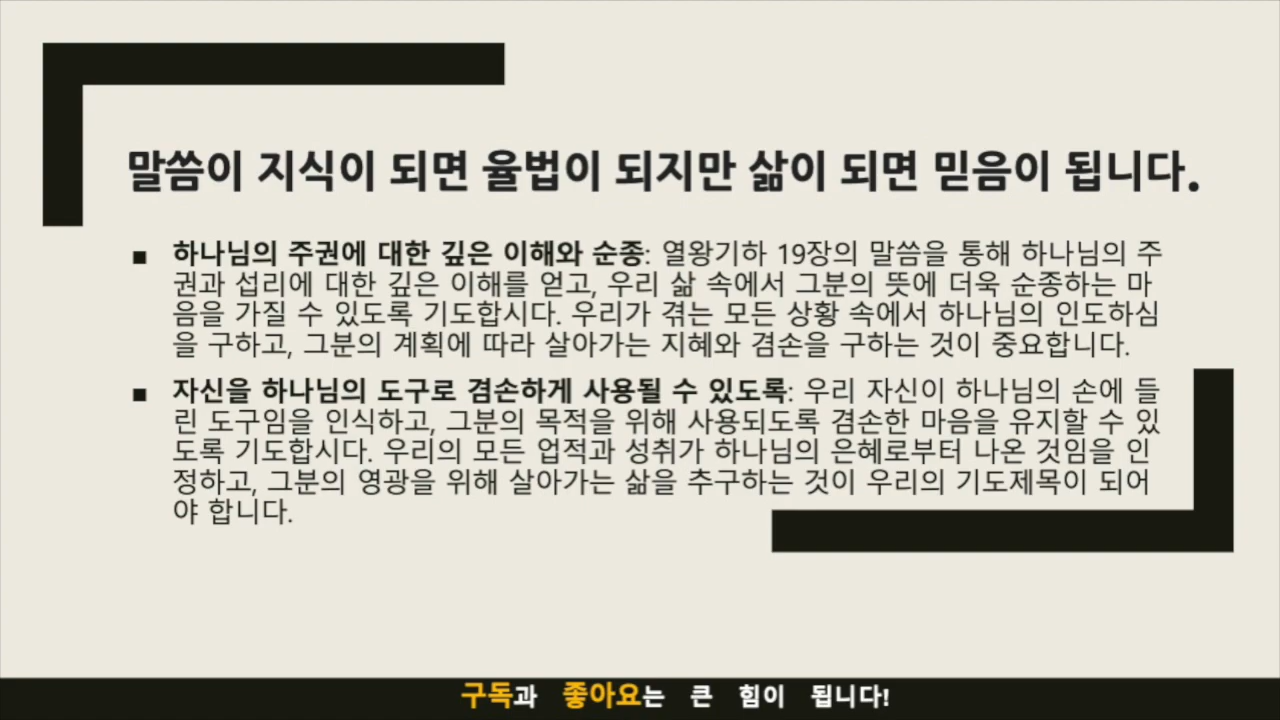 말씀이 지식이 되면 율법이 되지만 삶이 되면 믿음이 됩니다.
■ 하나님의 주권에 대한 깊은 이해와 순종: 열왕기하 19장의 말씀을 통해 하나님의 주
권과 섭리에 대한 깊은 이해를 얻고, 우리 삶 속에서 그분의 뜻에 더욱 순종하는 마
음을 가질 수 있도록 기도합시다. 우리가 겪는 모든 상황 속에서 하나님의 인도하심
을 구하고, 그분의 계획에 따라 살아가는 지혜와 겸손을 구하는 것이 중요합니다.
■ 자신을 하나님의 도구로 겸손하게 사용될 수 있도록: 우리 자신이 하나님의 손에 들
린 도구임을 인식하고, 그분의 목적을 위해 사용되도록 겸손한 마음을 유지할 수 있
도록 기도합시다. 우리의 모든 업적과 성취가 하나님의 은혜로부터 나온 것임을 인
정하고, 그분의 영광을 위해 살아가는 삶을 추구하는 것이 우리의 기도제목이 되어
야 합니다.
구독과 좋아요는 큰 힘이 됩니다!